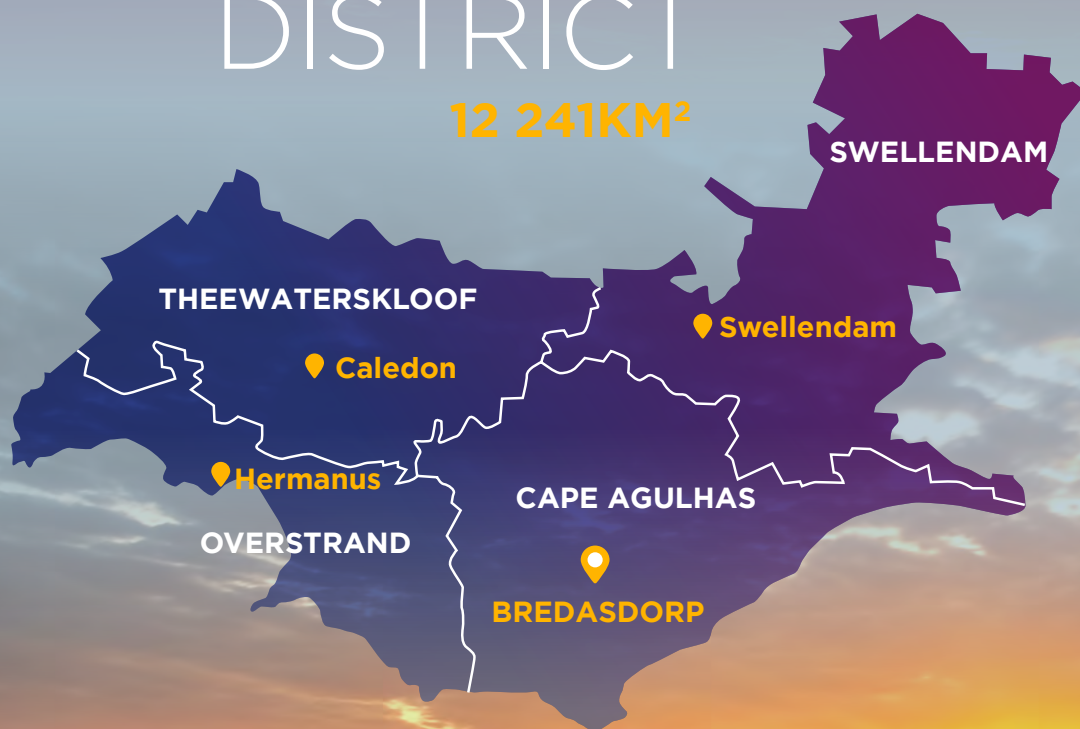 DISTRICT
12 241KM²
SWELLENDAM
THEEWATERSKLOOF
Swellendam
Caledon
Hermanus
CAPE AGULHAS
OVERSTRAND
BREDASDORP